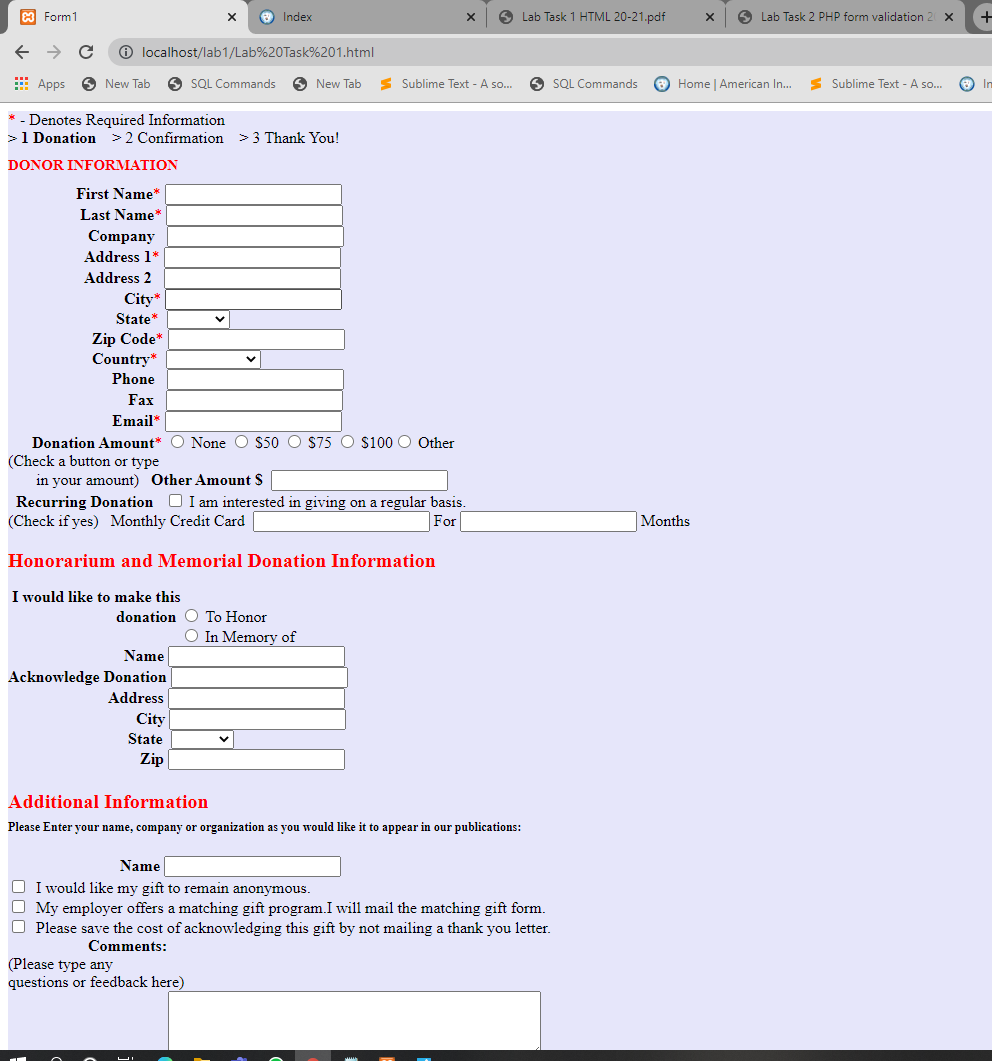 Form1
Index
Lab Task 1 HTML 20-21.pdf
Lab Task 2 PHP form validation 2
localhost/lab1/Lab%20Task%201.html
Apps New Tab SQL Commands New Tab Sublime Text - A so... SQL Commands Home | American In... Sublime Text - A so... In
* - Denotes Required Information
> 1 Donation > 2 Confirmation > 3 Thank You!
DONOR INFORMATION
First Name*
Last Name*
Company
Address 1*
Address 2
City*
State*
Zip Code*
Country*
Phone
Fax
Email*
Donation Amount* None $50 $75 $100 Other
(Check a button or type
in your amount) Other Amount $
Recurring Donation I am interested in giving on a regular basis.
(Check if yes) Monthly Credit Card For Months
Honorarium and Memorial Donation Information
I would like to make this
donation To Honor
In Memory of
Name
Acknowledge Donation
Address
City
State
Zip
Additional Information
Please Enter your name, company or organization as you would like it to appear in our publications:
Name
I would like my gift to remain anonymous.
My employer offers a matching gift program.I will mail the matching gift form.
Please save the cost of acknowledging this gift by not mailing a thank you letter.
Comments:
(Please type any
questions or feedback here)